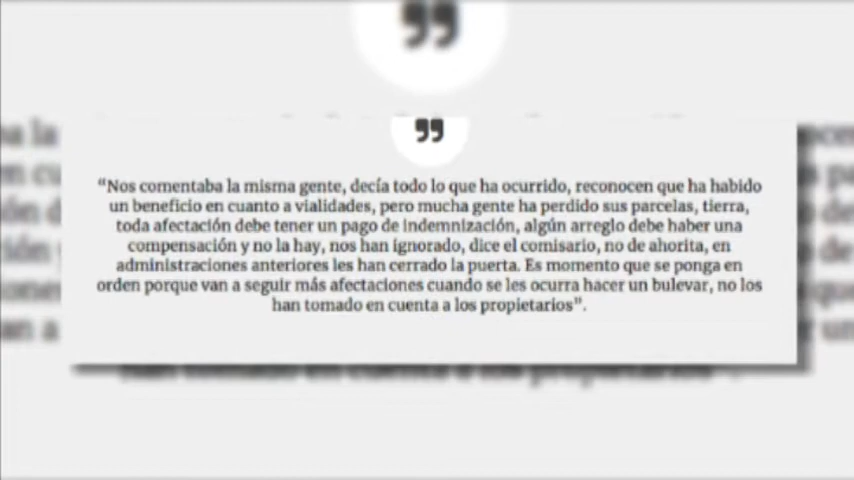 ”
”
“Nos comentaba la misma gente, decía todo lo que ha ocurrido, reconocen que ha habido
un beneficio en cuanto a vialidades, pero mucha gente ha perdido sus parcelas, tierra,
toda afectación debe tener un pago de indemnización, algún arreglo debe haber una
compensación y no la hay, nos han ignorado, dice el comisario, no de ahorita, en
administraciones anteriores les han cerrado la puerta. Es momento que se ponga en
orden porque van a seguir más afectaciones cuando se les ocurra hacer un bulevar, no los
han tomado en cuenta a los propietarios”.